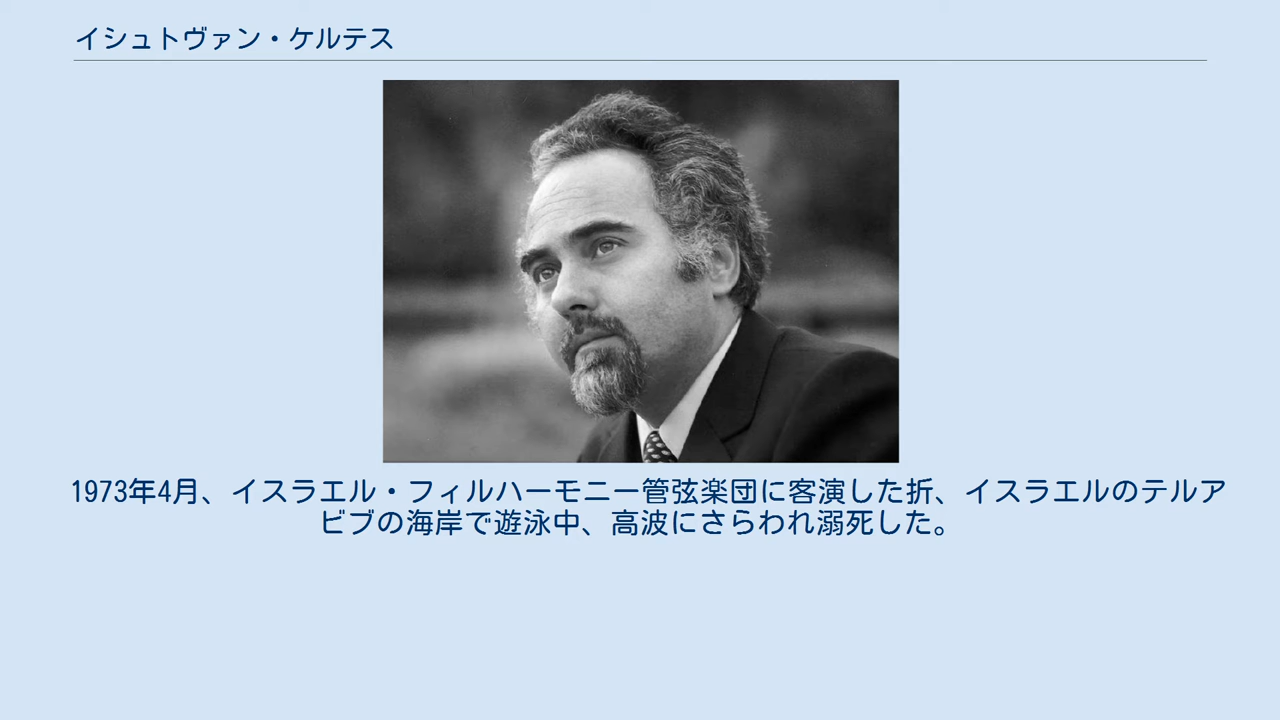 イシュトヴァン・ケルテス
1973年4月、イスラエル・フィルハーモニー管弦楽団に客演した折、イスラエルのテルア
ビブの海岸で遊泳中、高波にさらわれ溺死した。